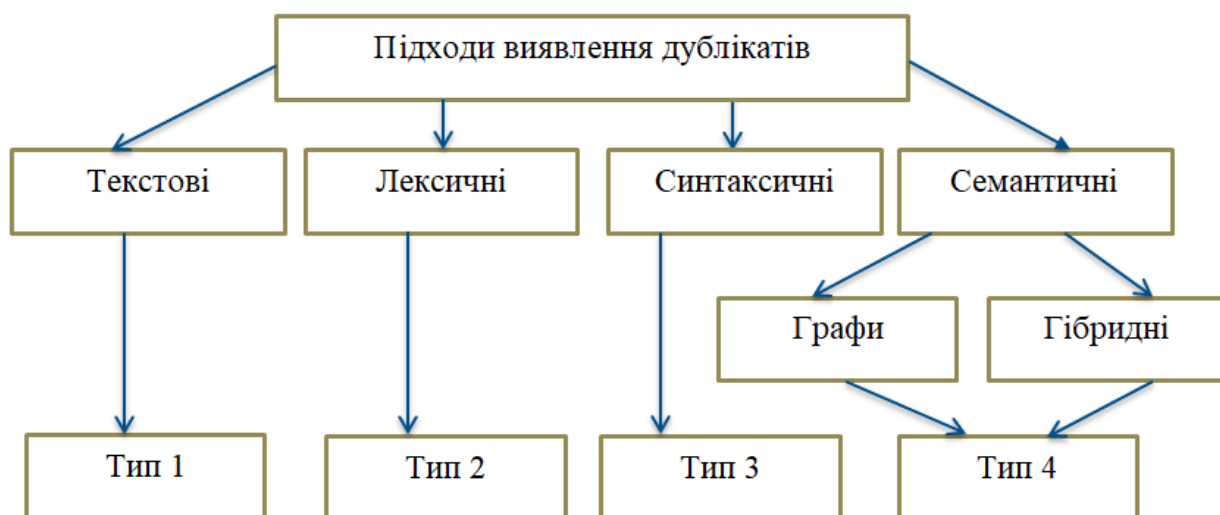 Підходи виявлення дублікатів
Текстові
Лексичні
Синтаксичні
Семантичні
Графи
Гібридні
Тип 1
Тип 2
Тип 3
Тип 4